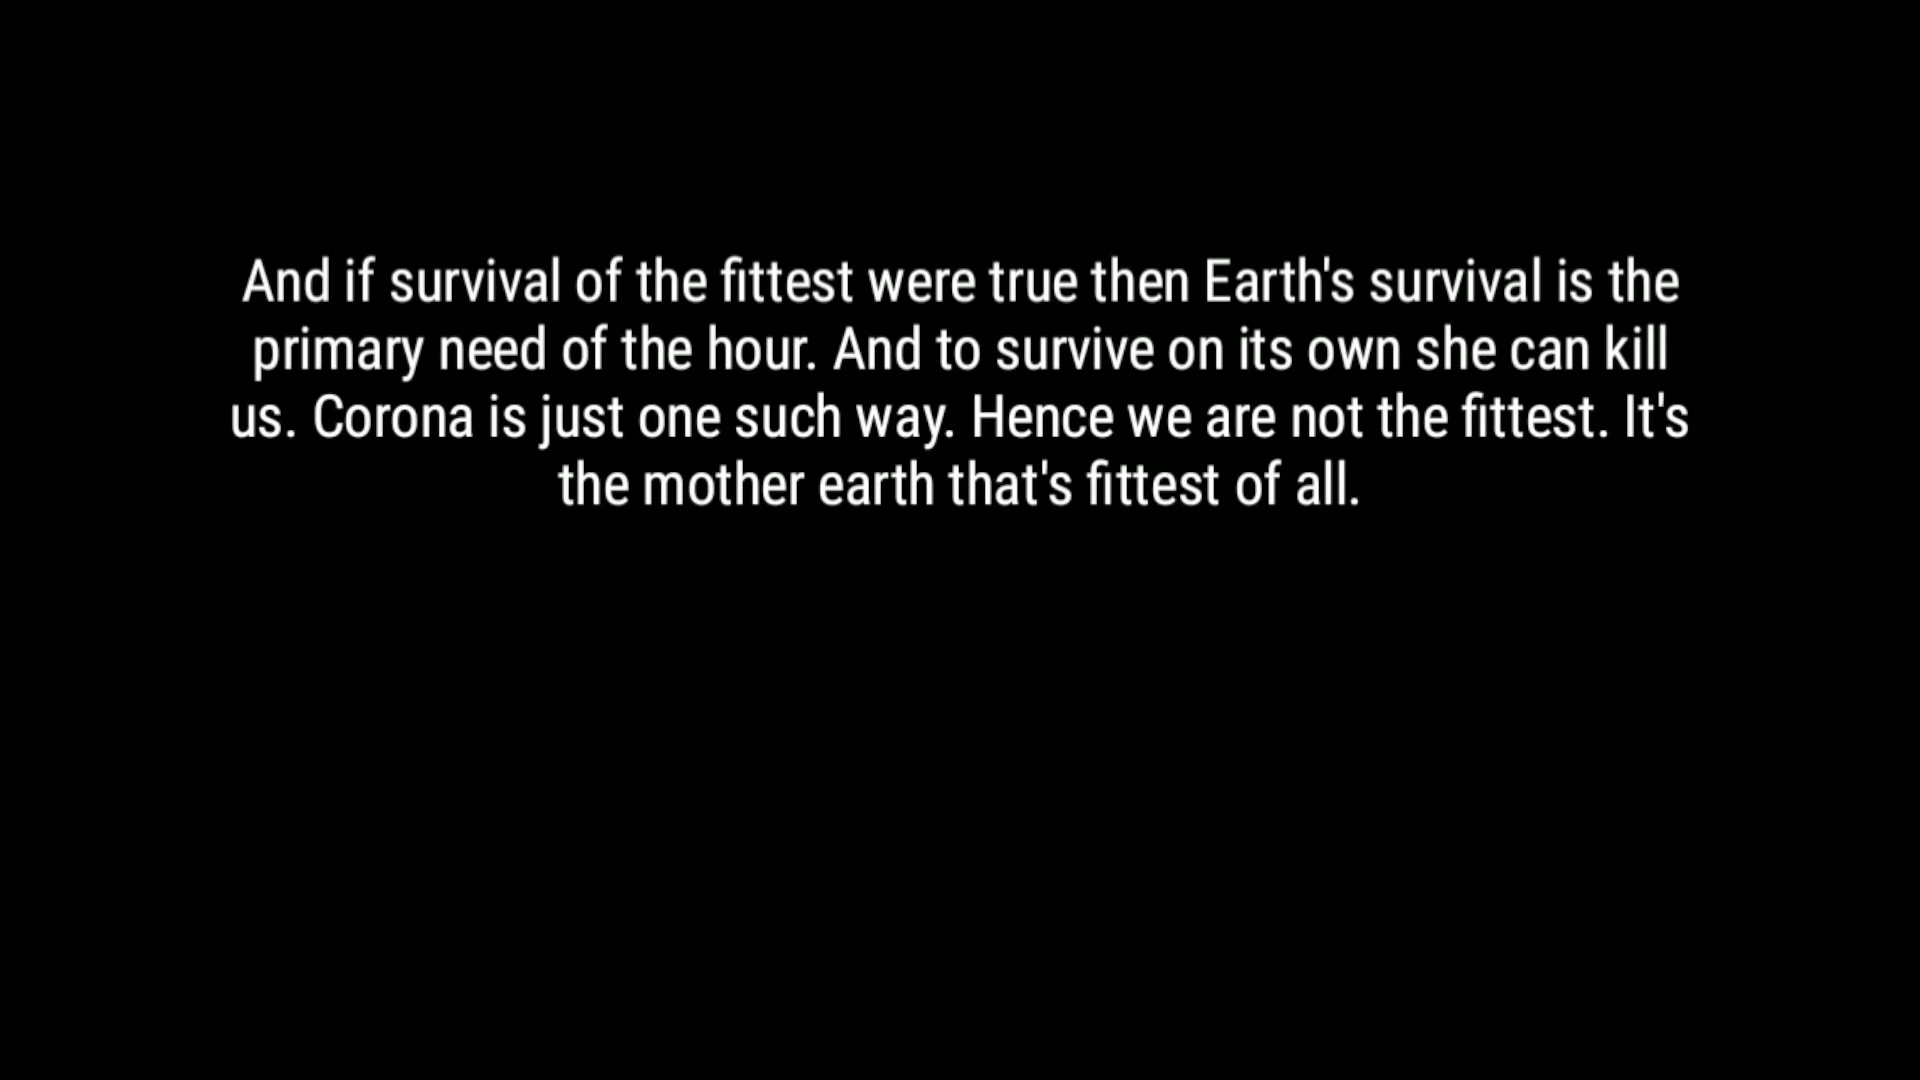 And if survival of the fittest were true then Earth's survival is the
primary need of the hour. And to survive on its own she can kill
us. Corona is just one such way. Hence we are not the fittest. It's
the mother earth that's fittest of all.